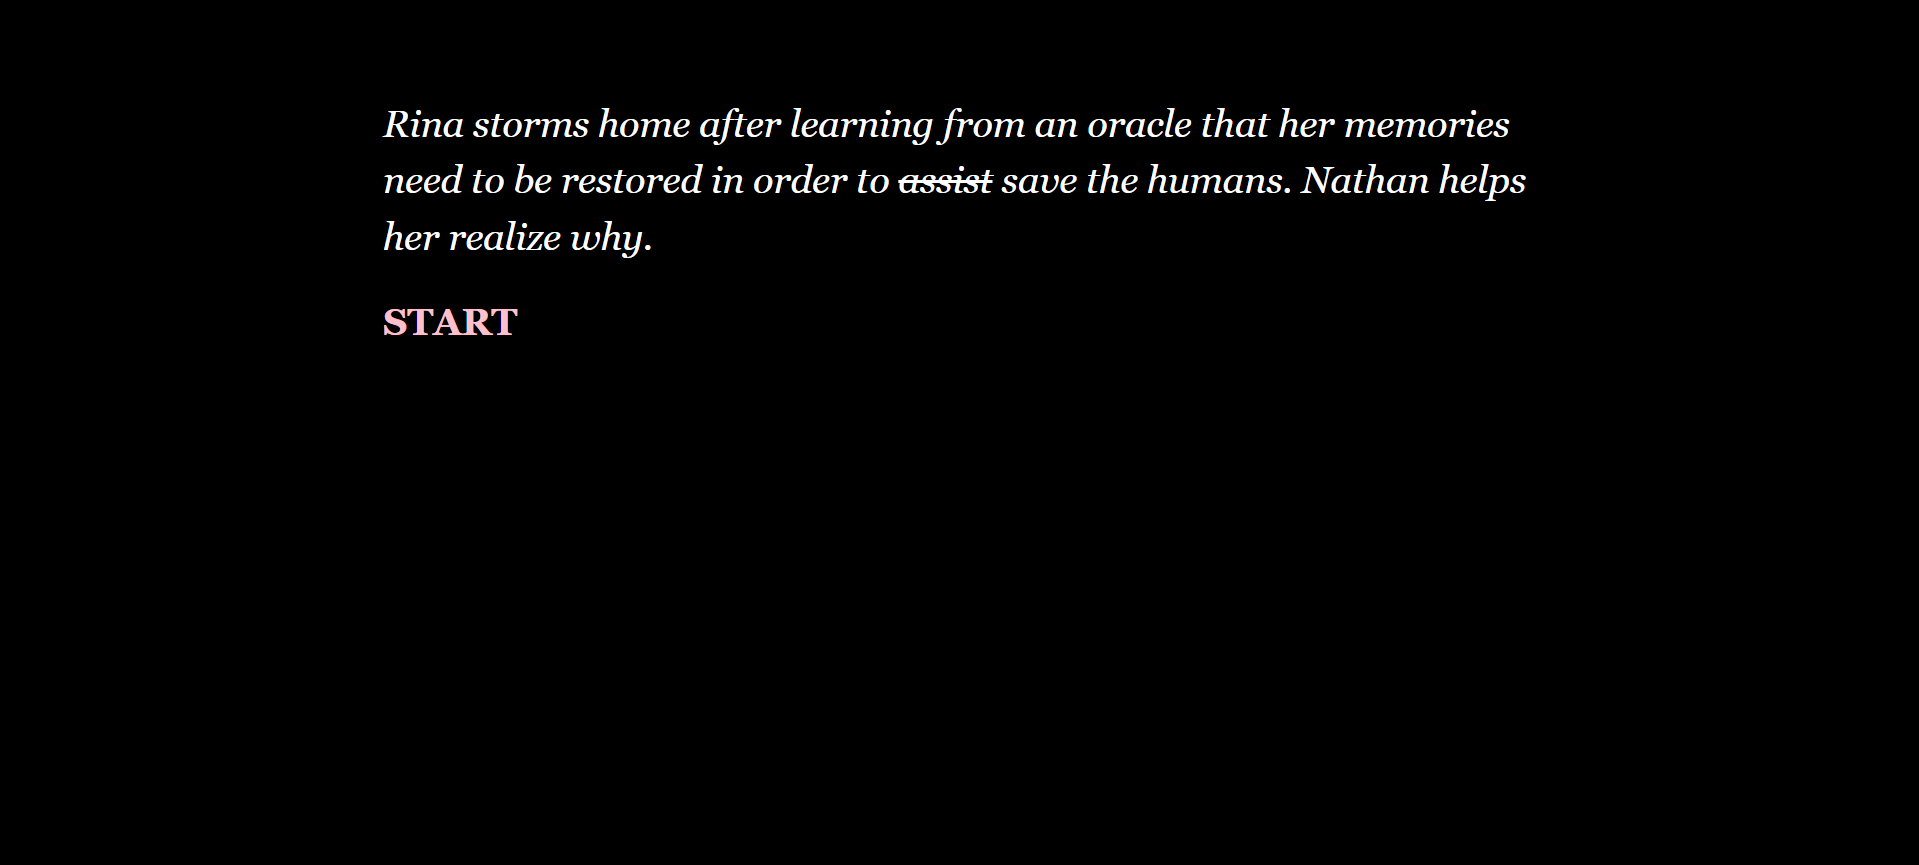 Rina storms home after learning from an oracle that her memories
need to be restored in order to assist save the humans. Nathan helps
her realize why.
START